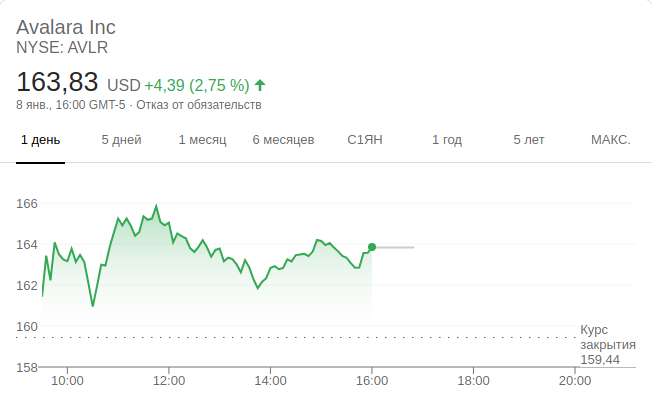 Avalara Inc
NYSE: AVLR
163,83 USD +4,39 (2,75 %)
8 янв., 16:00 GMT-5 · Отказ от обязательств
1 день 5 дней 1 месяц 6 месяцев С1ЯН 1 год 5 лет МАКС.
166
164
162
160
Курс
закрытия
159,44
158
10:00 12:00 14:00 16:00 18:00 20:00